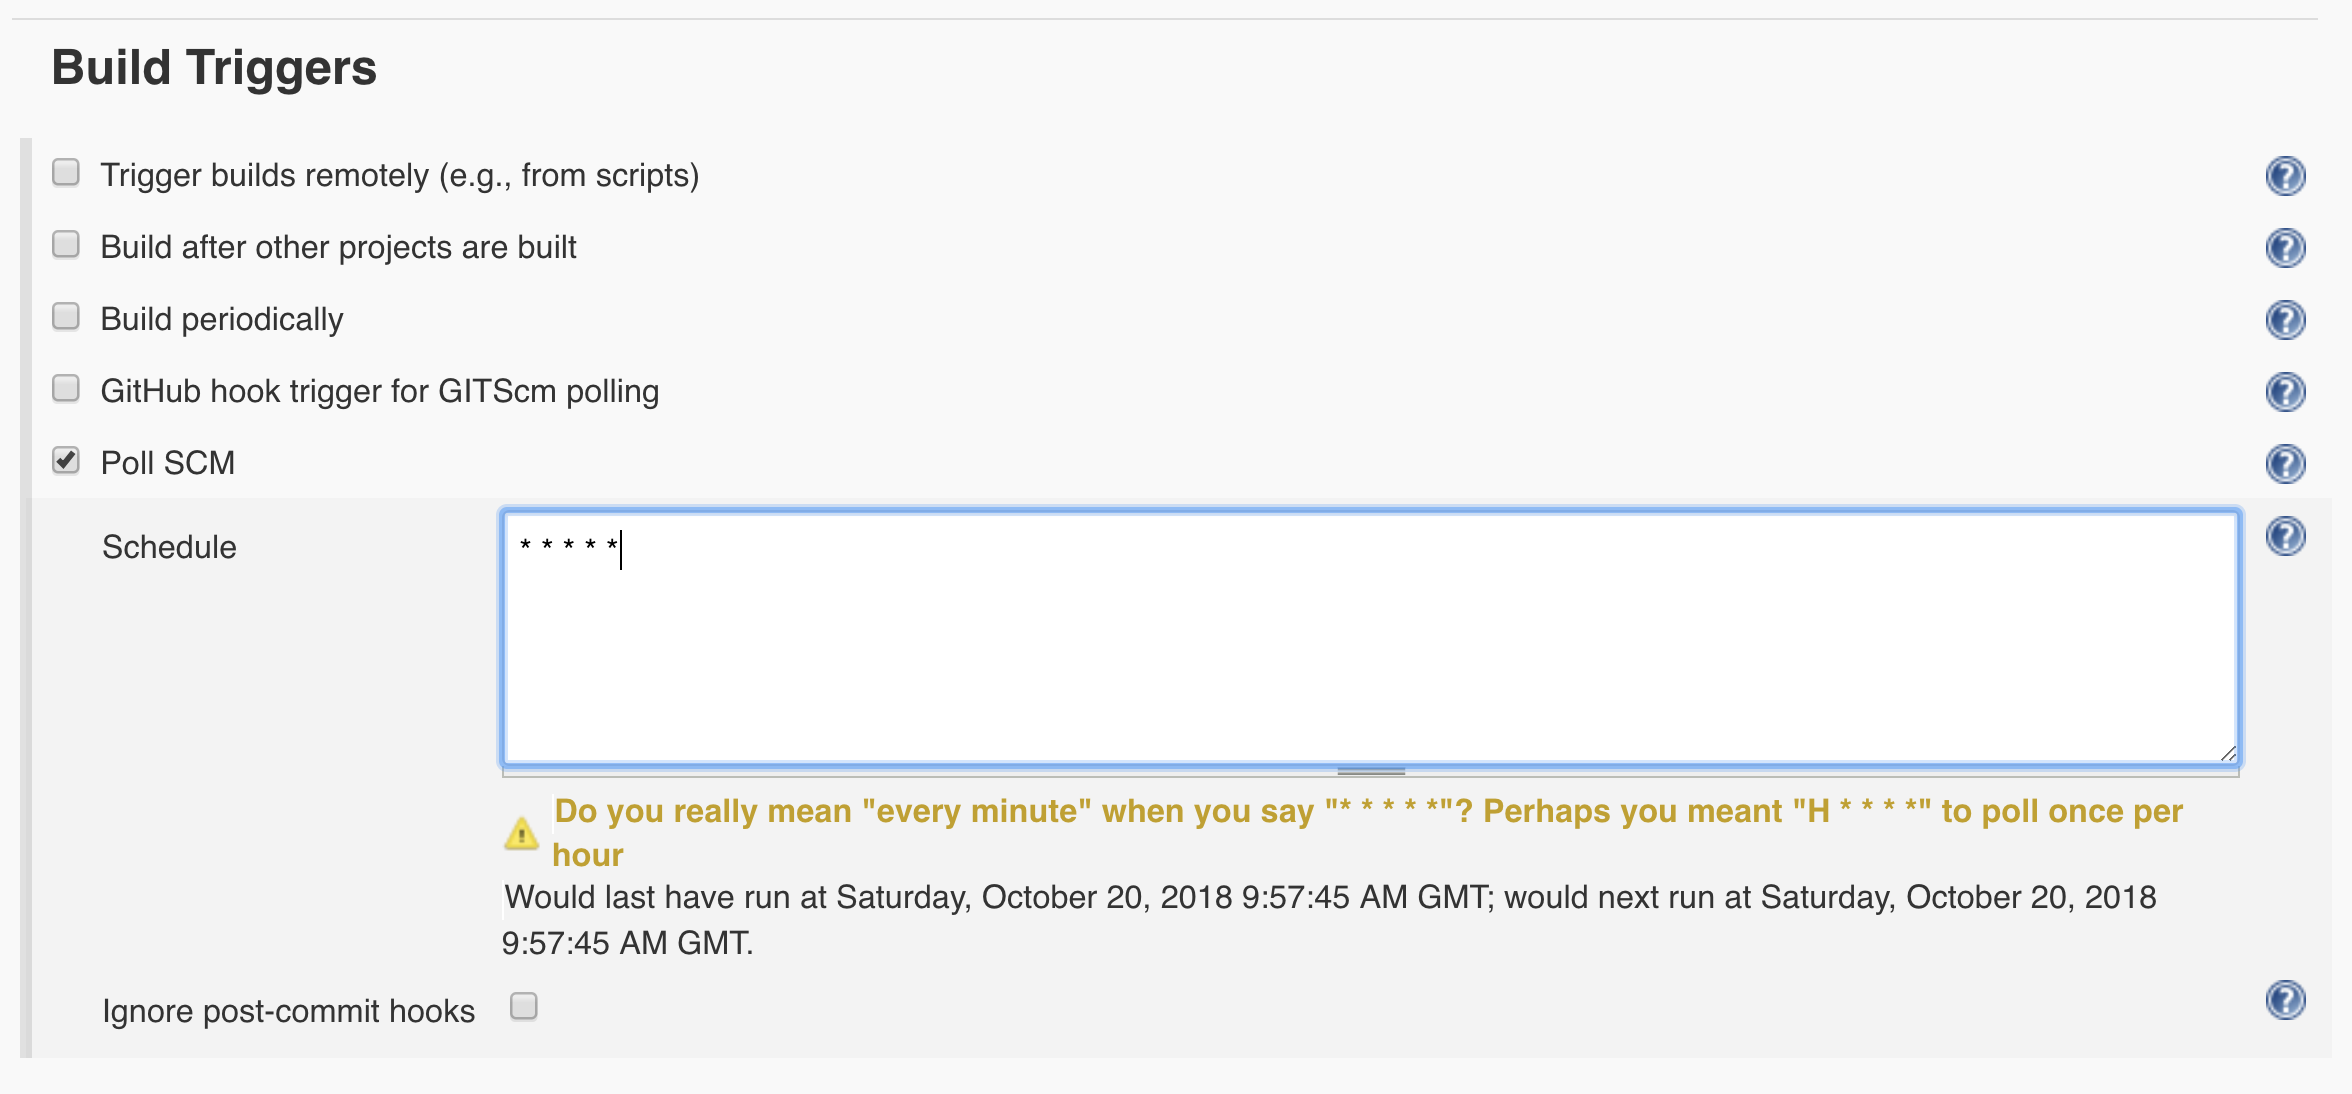 Build Triggers
Trigger builds remotely (e.g., from scripts)
Build after other projects are built
Build periodically
GitHub hook trigger for GITScm polling
Poll SCM
Schedule
* * * * *
Do you really mean "every minute" when you say "* * * * *"? Perhaps you meant "H * * * *" to poll once per
hour
Would last have run at Saturday, October 20, 2018 9:57:45 AM GMT; would next run at Saturday, October 20, 2018
9:57:45 AM GMT.
Ignore post-commit hooks